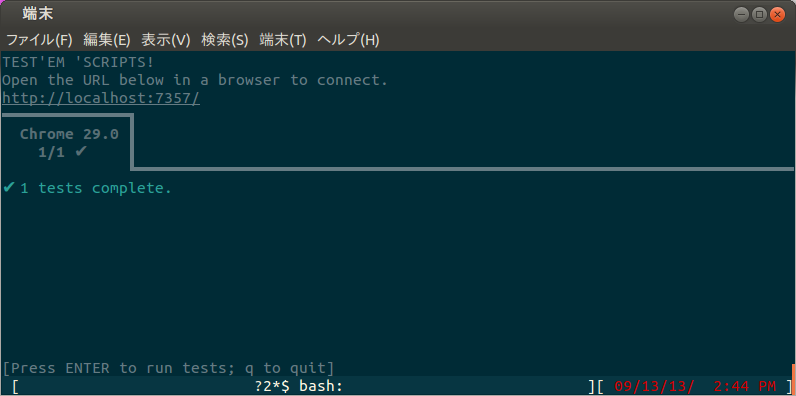 端末
ファイル(F) 編集(E) 表示(V) 検索(S) 端末(T) ヘルプ(H)
TEST'EM 'SCRIPTS!
Open the URL below in a browser to connect.
http://localhost:7357/
Chrome 29.0
1/1 ✔
✔ 1 tests complete.
[Press ENTER to run tests; q to quit]
[ ?2*$ bash: ][ 09/13/13/ 2:44 PM ]